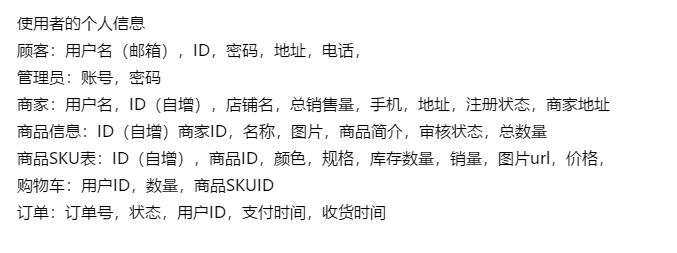 使用者的个人信息
顾客：用户名（邮箱），ID，密码，地址，电话，
管理员：账号，密码
商家：用户名，ID（自增），店铺名，总销售量，手机，地址，注册状态，商家地址
商品信息：ID（自增）商家ID，名称，图片，商品简介，审核状态，总数量
商品SKU表：ID（自增），商品ID，颜色，规格，库存数量，销量，图片url，价格，
购物车：用户ID，数量，商品SKUID
订单：订单号，状态，用户ID，支付时间，收货时间